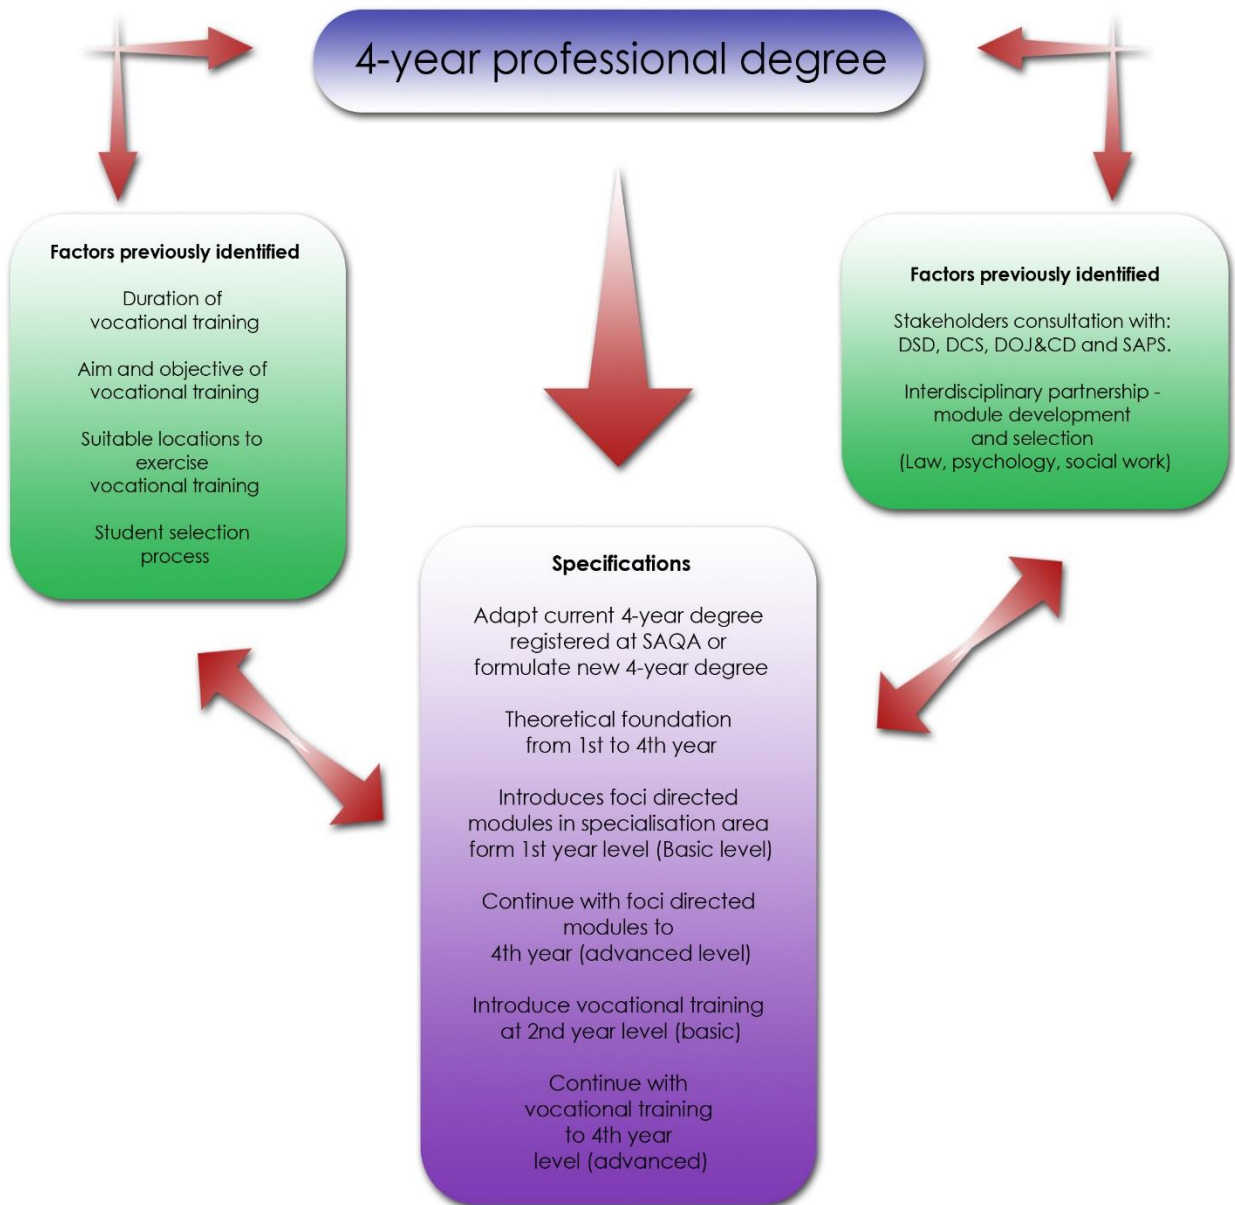 4-year professional degree
Factors previously identified
Duration of
vocational training
Aim and objective of
vocational training
Suitable locations to
exercise
vocational training
Student selection
process
Factors previously identified
Stakeholders consultation with:
DSD, DCS, DOJ&CD and SAPS.
Interdisciplinary partnership -
module development
and selection
(Law, psychology, social work)
Specifications
Adapt current 4-year degree
registered at SAQA or
formulate new 4-year degree
Theoretical foundation
from 1st to 4th year
Introduces foci directed
modules in specialisation area
form 1st year level (Basic level)
Continue with foci directed
modules to
4th year (advanced level)
Introduce vocational training
at 2nd year level (basic)
Continue with
vocational training
to 4th year
level (advanced)